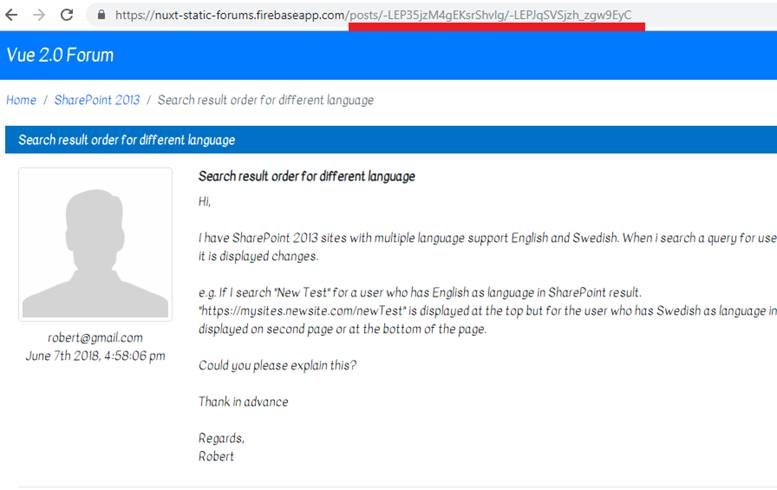 https://nuxt-static-forums.firebaseapp.com/posts/-LEP35jzM4gEKsrShvIg/-LEPJqSVSjzh_zgw9EyC
Vue 2.0 Forum
Home / SharePoint 2013 / Search result order for different language
Search result order for different language
Search result order for different language
Hi,
I have SharePoint 2013 sites with multiple language support English and Swedish. When i search a query for use
it is displayed changes.
e.g. If I search "New Test" for a user who has English as language in SharePoint result.
"https://mysites.newsite.com/newTest" is displayed at the top but for the user who has Swedish as language in
displayed on second page or at the bottom of the page.
Could you please explain this?
Thank in advance
Regards,
Robert
robert@gmail.com
June 7th 2018, 4:58:06 pm